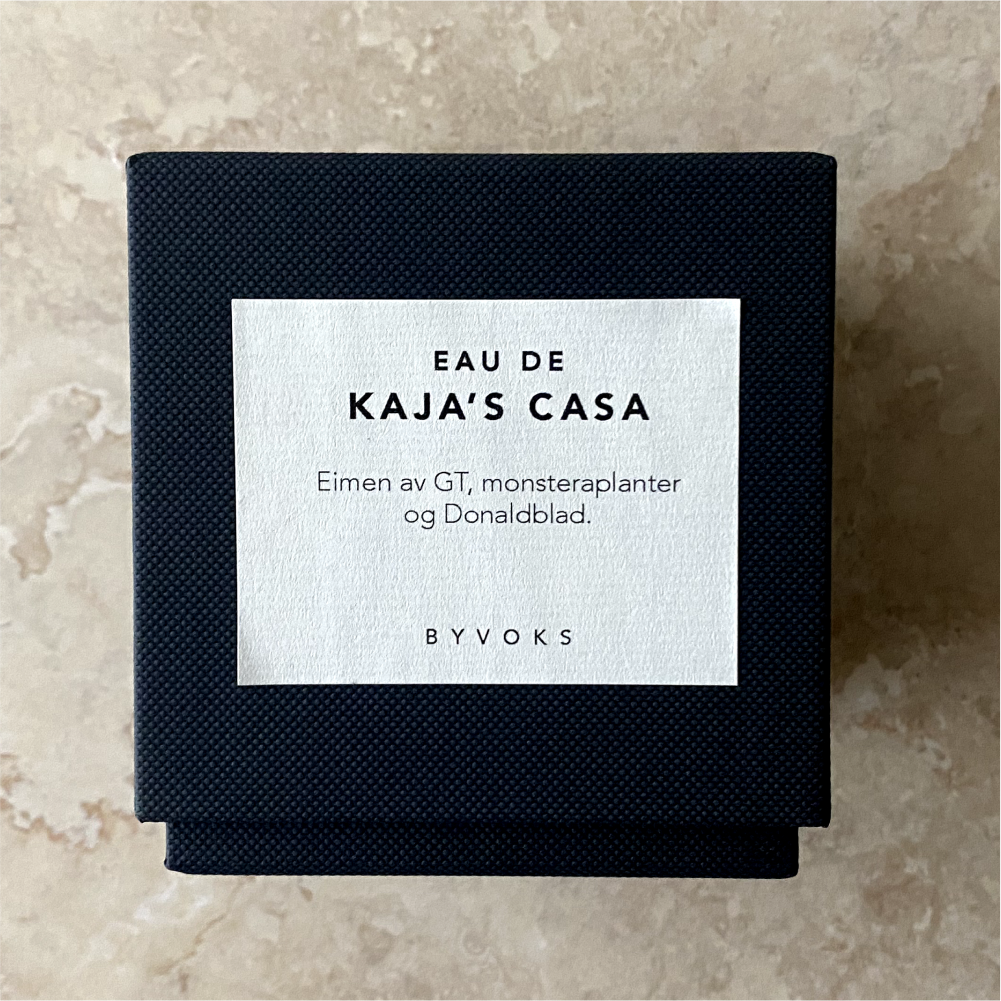 EAU DE
KAJA'S CASA
Eimen av GT, monsteraplanter
og Donaldblad.
BYVOKS